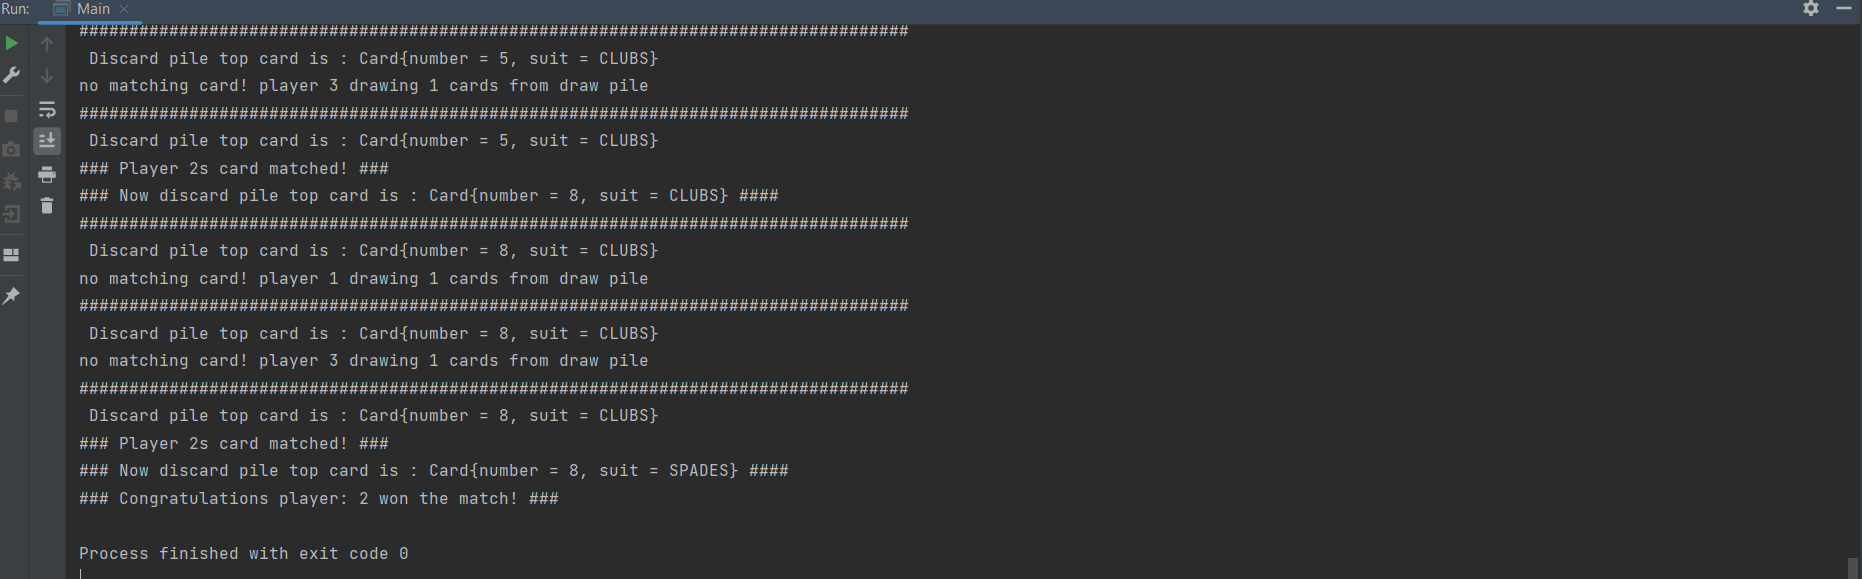 Run: Main
###################################################################################
Discard pile top card is : Card{number = 5, suit = CLUBS}
no matching card! player 3 drawing 1 cards from draw pile
###################################################################################
Discard pile top card is : Card{number = 5, suit = CLUBS}
### Player 2s card matched! ###
### Now discard pile top card is : Card{number = 8, suit = CLUBS} ####
###################################################################################
Discard pile top card is : Card{number = 8, suit = CLUBS}
no matching card! player 1 drawing 1 cards from draw pile
###################################################################################
Discard pile top card is : Card{number = 8, suit = CLUBS}
no matching card! player 3 drawing 1 cards from draw pile
###################################################################################
Discard pile top card is : Card{number = 8, suit = CLUBS}
### Player 2s card matched! ###
### Now discard pile top card is : Card{number = 8, suit = SPADES} ####
### Congratulations player: 2 won the match! ###
Process finished with exit code 0